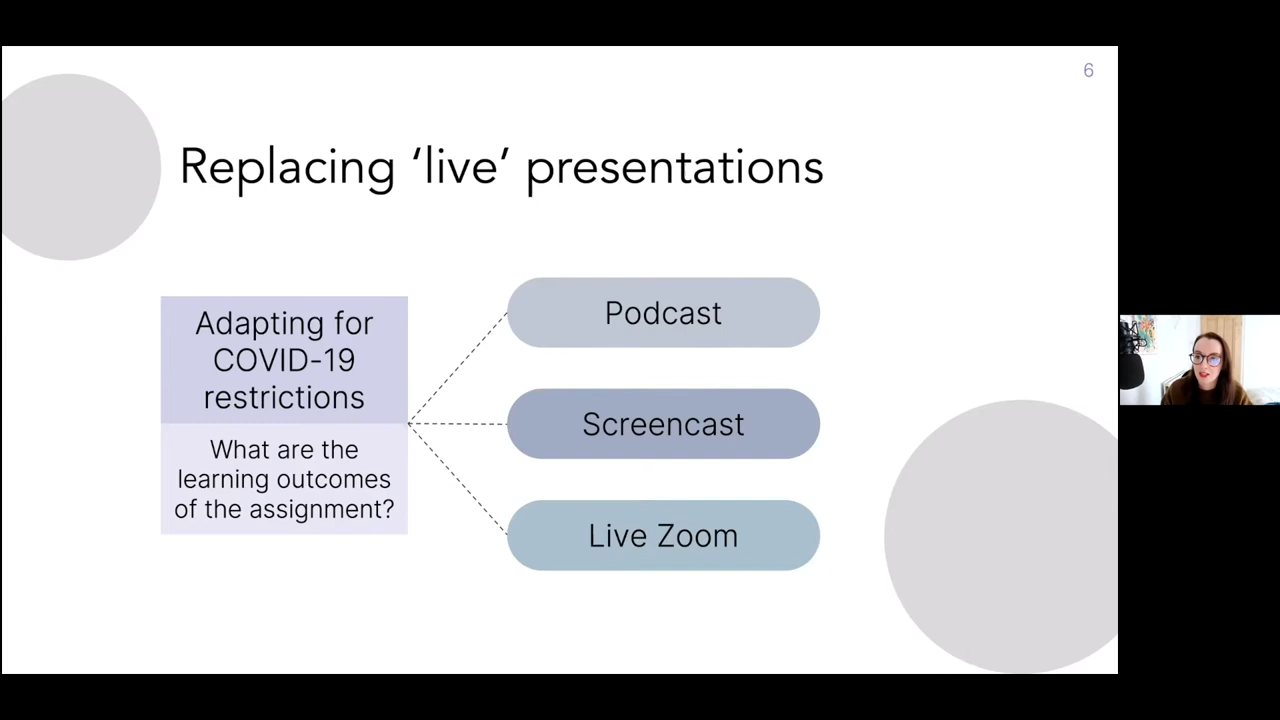 6
Replacing ‘live’ presentations
Adapting for
COVID-19
restrictions
What are the
learning outcomes
of the assignment?
Podcast
Screencast
Live Zoom